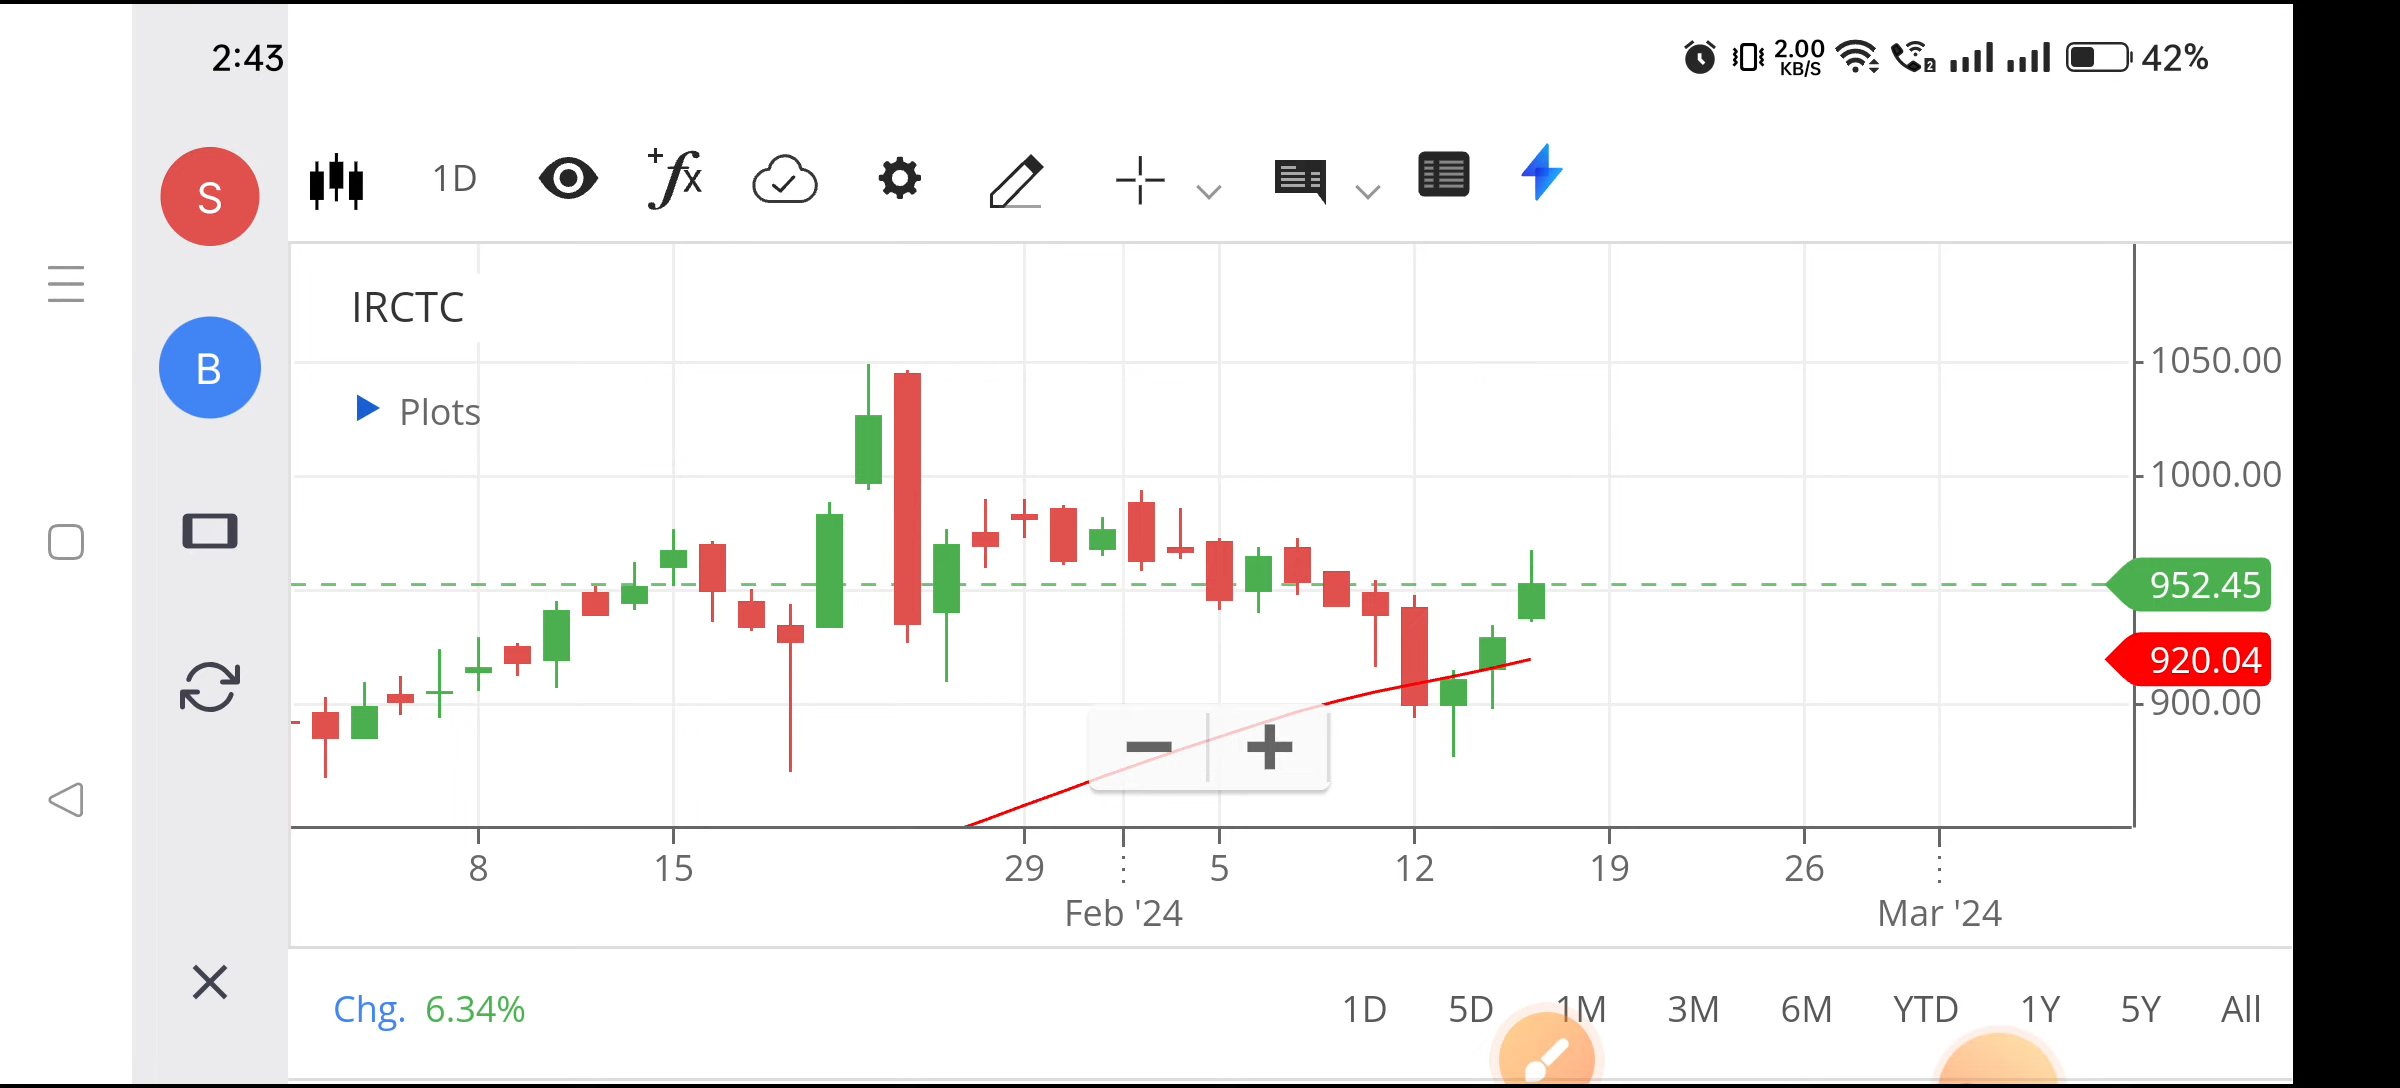 2:43
2.00
KB/S
2
42%
S
1D
+fx
B
IRCTC
Plots
1050.00
1000.00
952.45
920.04
900.00
8 15 29 5 12 19 26
Feb '24 Mar '24
Chg. 6.34% 1D 5D 1M 3M 6M YTD 1Y 5Y All